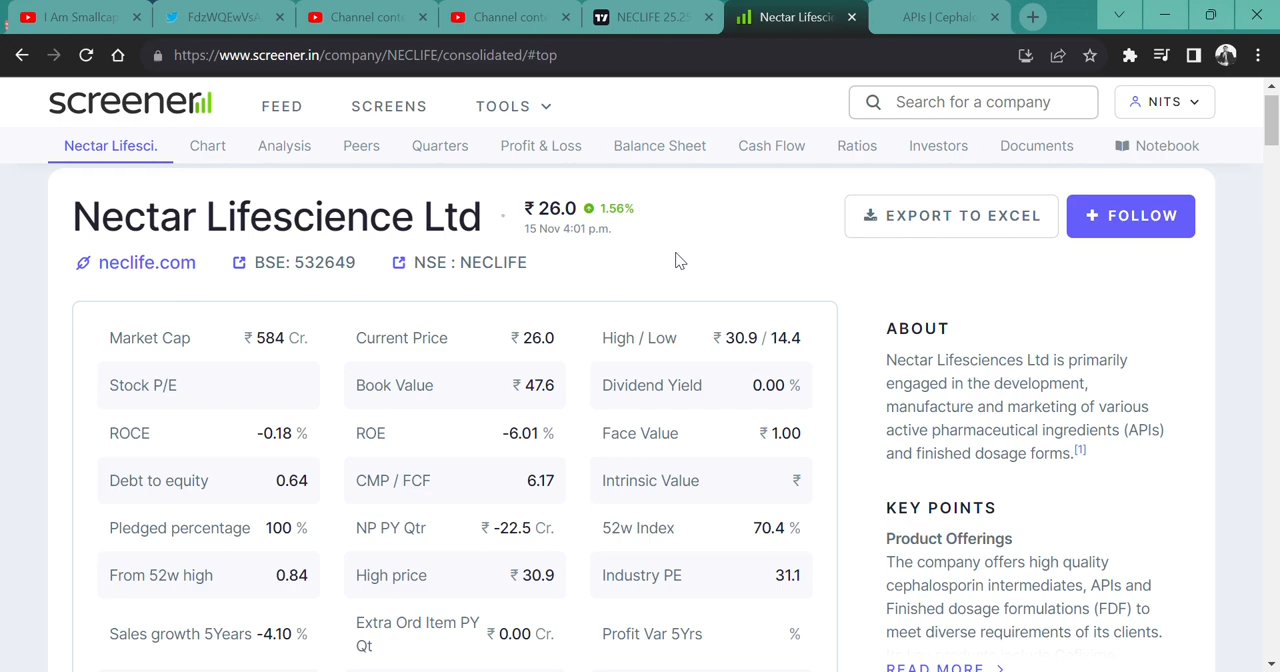 I Am Smallcap
FdzWQEwVsA
Channel cont
Channel cont
NECLIFE 25.25
Nectar Lifescie
APIs | Cephal
https://www.screener.in/company/NECLIFE/consolidated/#top
screener
FEED
SCREENS
TOOLS
Search for a company
NITS
Nectar Lifesci.
Chart
Analysis
Peers
Quarters
Profit & Loss
Balance Sheet
Cash Flow
Ratios
Investors
Documents
Notebook
Nectar Lifescience Ltd
₹ 26.0 1.56%
15 Nov 4:01 p.m.
EXPORT TO EXCEL
+ FOLLOW
neclife.com
BSE: 532649
NSE : NECLIFE
Market Cap ₹ 584 Cr.
Current Price ₹ 26.0
High / Low ₹ 30.9 / 14.4
Stock P/E
Book Value ₹ 47.6
Dividend Yield 0.00 %
ROCE -0.18 %
ROE -6.01 %
Face Value ₹ 1.00
Debt to equity 0.64
CMP / FCF 6.17
Intrinsic Value ₹
Pledged percentage 100 %
NP PY Qtr ₹ -22.5 Cr.
52w Index 70.4 %
From 52w high 0.84
High price ₹ 30.9
Industry PE 31.1
Sales growth 5Years -4.10 %
Extra Ord Item PY
Qt
₹ 0.00 Cr.
Profit Var 5Yrs %
ABOUT
Nectar Lifesciences Ltd is primarily
engaged in the development,
manufacture and marketing of various
active pharmaceutical ingredients (APIs)
and finished dosage forms.[1]
KEY POINTS
Product Offerings
The company offers high quality
cephalosporin intermediates, APIs and
Finished dosage formulations (FDF) to
meet diverse requirements of its clients.
READ MORE